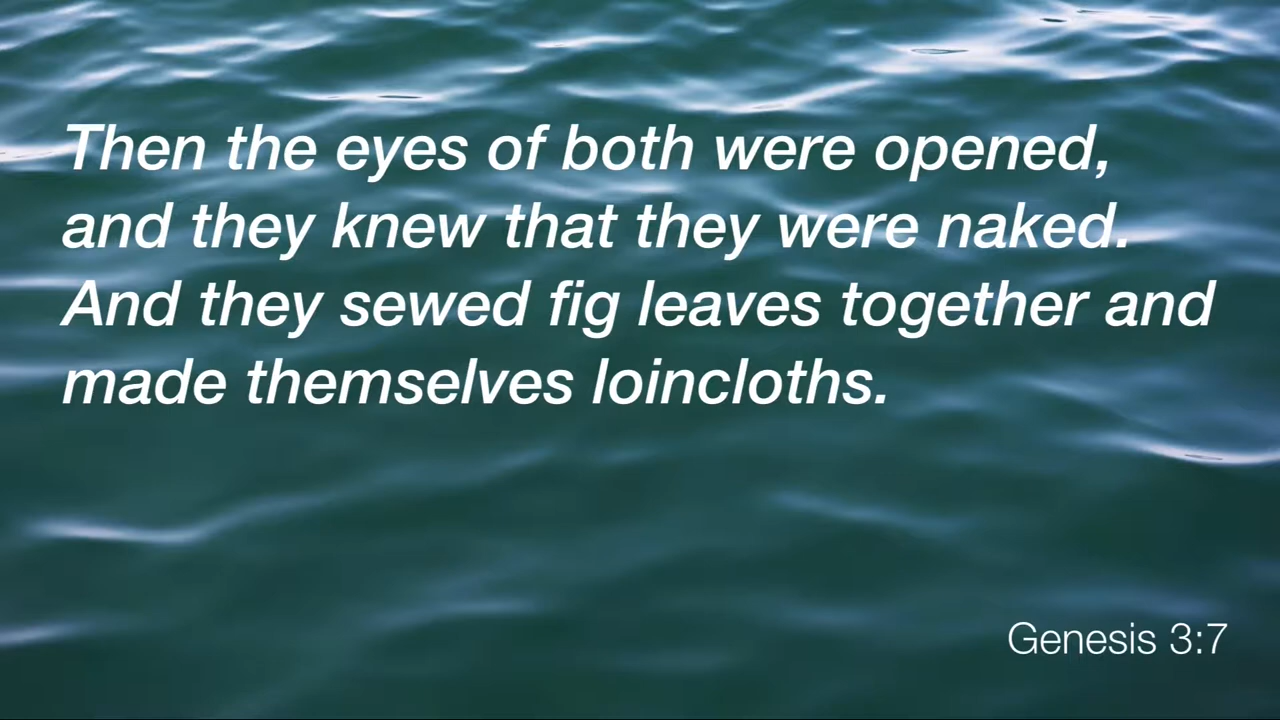 Then the eyes of both were opened,
and they knew that they were naked.
And they sewed fig leaves together and
made themselves loincloths.
Genesis 3:7